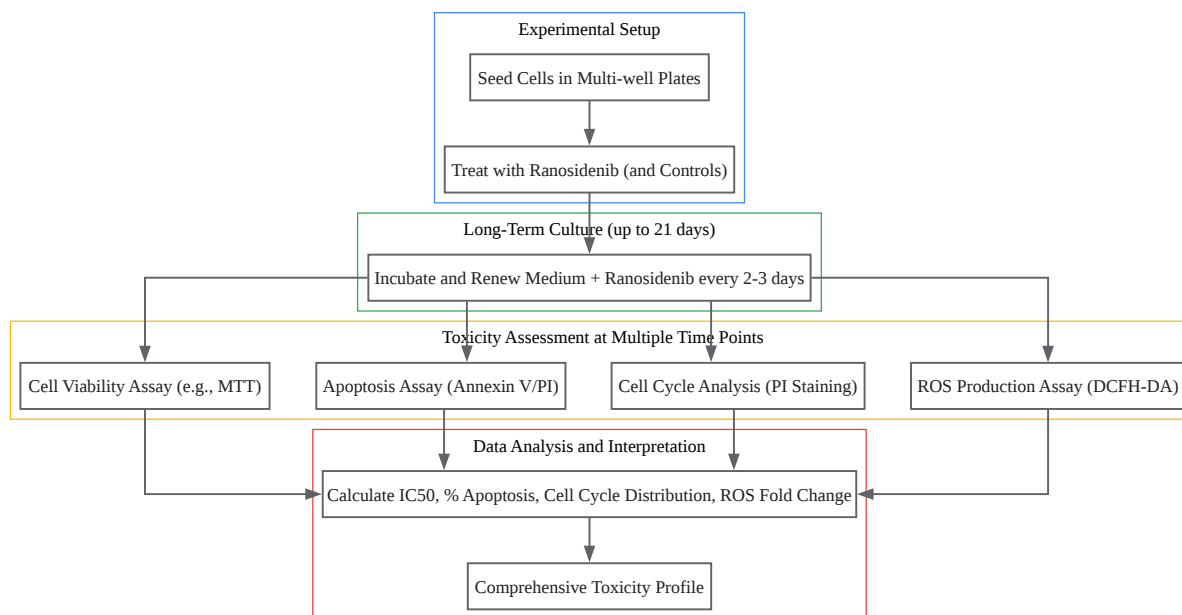 Experimental Setup
Seed Cells in Multi-well Plates
Treat with Ranosidenib (and Controls)
Long-Term Culture (up to 21 days)
Incubate and Renew Medium + Ranosidenib every 2-3 days
Toxicity Assessment at Multiple Time Points
Cell Viability Assay (e.g., MTT)
Apoptosis Assay (Annexin V/PI)
Cell Cycle Analysis (PI Staining)
ROS Production Assay (DCFH-DA)
Data Analysis and Interpretation
Calculate IC50, % Apoptosis, Cell Cycle Distribution, ROS Fold Change
Comprehensive Toxicity Profile